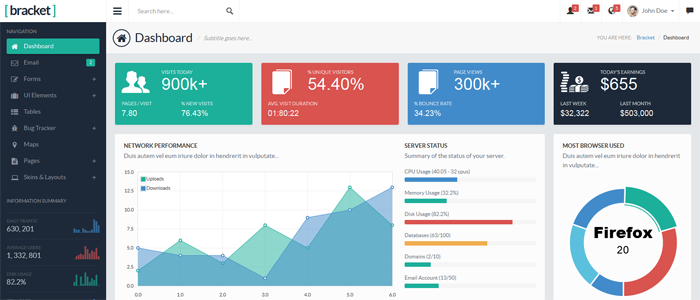 [ bracket ]
Search here...
2
5
5
John Doe
NAVIGATION
Dashboard
Email
2
Forms
UI Elements
Tables
Bug Tracker
Maps
Pages
Skins & Layouts
INFORMATION SUMMARY
DAILY TRAFFIC
630, 201
AVERAGE USERS
1, 332, 801
DISK USAGE
82.2%
Dashboard / Subtitle goes here...
YOU ARE HERE: Bracket / Dashboard
VISITS TODAY
900k+
PAGES / VISIT
7.80
% NEW VISITS
76.43%
% UNIQUE VISITORS
54.40%
AVG. VISIT DURATION
01:80:22
PAGE VIEWS
300k+
% BOUNCE RATE
34.23%
TODAY'S EARNINGS
$655
LAST WEEK
$32,322
LAST MONTH
$503,000
NETWORK PERFORMANCE
Duis autem vel eum iriure dolor in hendrerit in vulputate...
Uploads
Downloads
15.0
12.5
10.0
7.5
5.0
2.5
0.0
0.0 1.0 2.0 3.0 4.0 5.0 6.0
SERVER STATUS
Summary of the status of your server.
CPU Usage (40.05 - 32 cpus)
Memory Usage (32.2%)
Disk Usage (82.2%)
Databases (63/100)
Domains (2/10)
Email Account (13/50)
MOST BROWSER USED
Duis autem vel eum iriure dolor in hendrerit
in vulputate...
Firefox
20